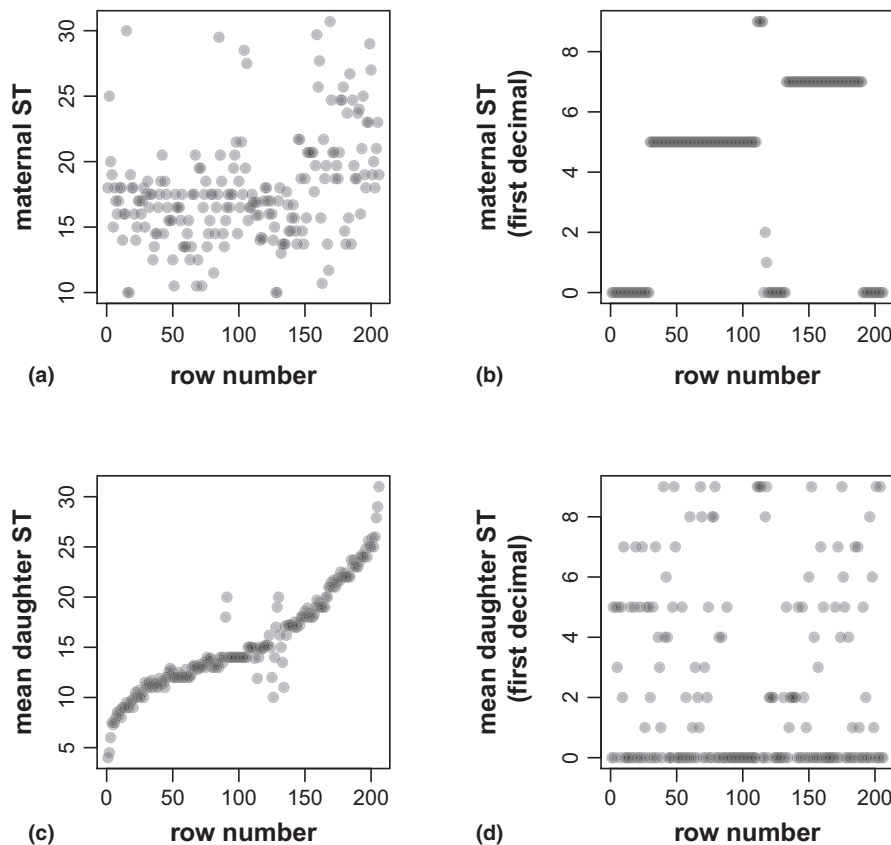 maternal ST
10 15 20 25 30
0 50 100 150 200
(a) row number
maternal ST
(first decimal)
0 2 4 6 8
0 50 100 150 200
(b) row number
mean daughter ST
5 10 15 20 25 30
0 50 100 150 200
(c) row number
mean daughter ST
(first decimal)
0 2 4 6 8
0 50 100 150 200
(d) row number